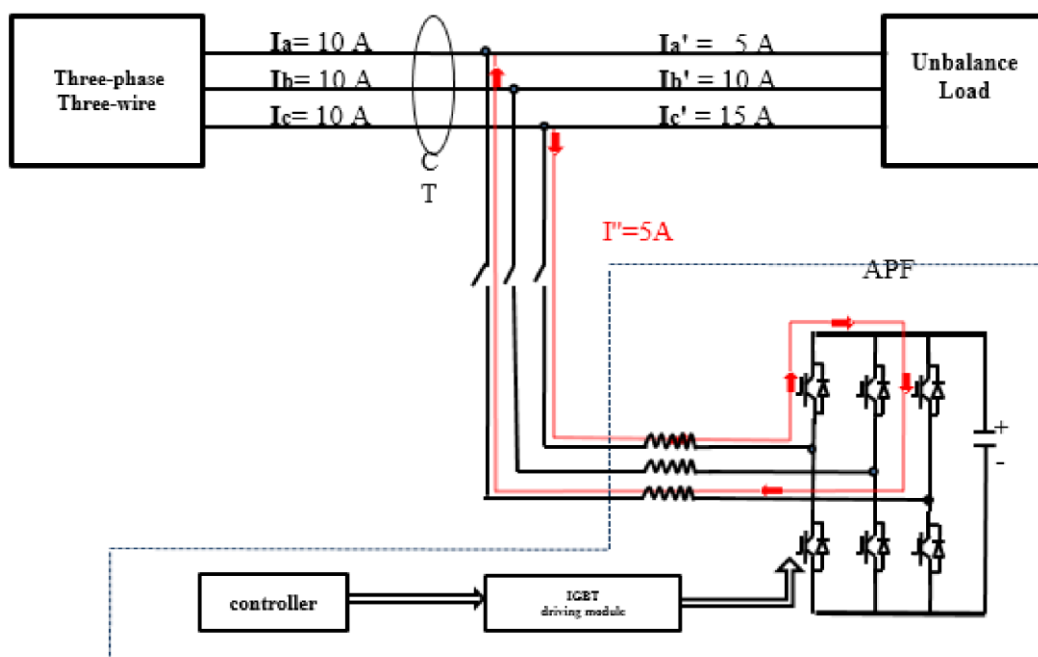 Three-phase
Three-wire
Ia= 10 A
Ib= 10 A
Ic= 10 A
C
T
Ia' = 5 A
Ib' = 10 A
Ic' = 15 A
Unbalance
Load
I"=5A
APF
+
-
controller
IGBT
driving module